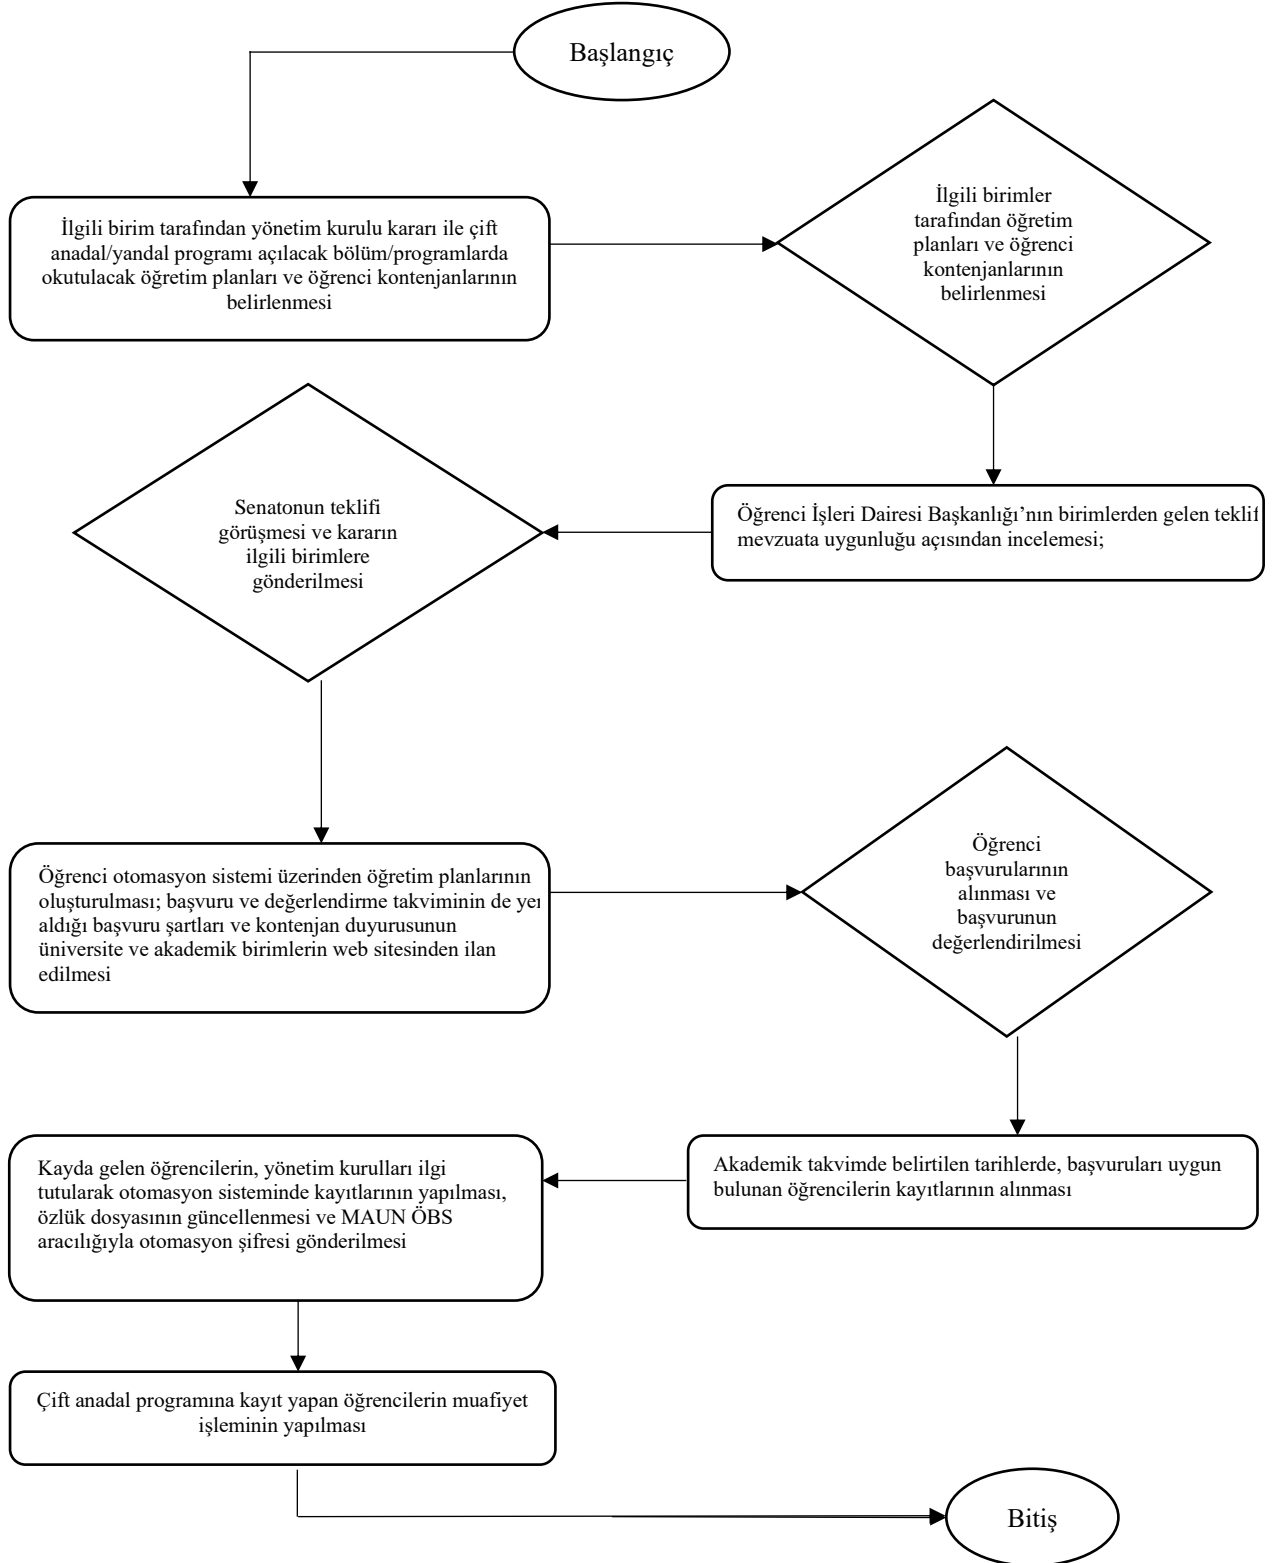 Başlangıç
İlgili birim tarafından yönetim kurulu kararı ile çift
anadal/yandal programı açılacak bölüm/programlarda
okutulacak öğretim planları ve öğrenci kontenjanlarının
belirlenmesi
İlgili birimler
tarafından öğretim
planları ve öğrenci
kontenjanlarının
belirlenmesi
Öğrenci İşleri Dairesi Başkanlığı’nın birimlerden gelen teklif
mevzuata uygunluğu açısından incelemesi;
Senatonun teklifi
görüşmesi ve kararın
ilgili birimlere
gönderilmesi
Öğrenci otomasyon sistemi üzerinden öğretim planlarının
oluşturulması; başvuru ve değerlendirme takviminin de
aldığı başvuru şartları ve kontenjan duyurusunun
üniversite ve akademik birimlerin web sitesinden ilan
edilmesi
Öğrenci
başvurularının
alınması ve
başvurunun
değerlendirilmesi
Akademik takvimde belirtilen tarihlerde, başvuruları uygun
bulunan öğrencilerin kayıtlarının alınması
Kayda gelen öğrencilerin, yönetim kurulları ilgi
tutularak otomasyon sisteminde kayıtlarının yapılması,
özlük dosyasının güncellenmesi ve MAUN ÖBS
aracılığıyla otomasyon şifresi gönderilmesi
Çift anadal programına kayıt yapan öğrencilerin muafiyet
işleminin yapılması
Bitiş